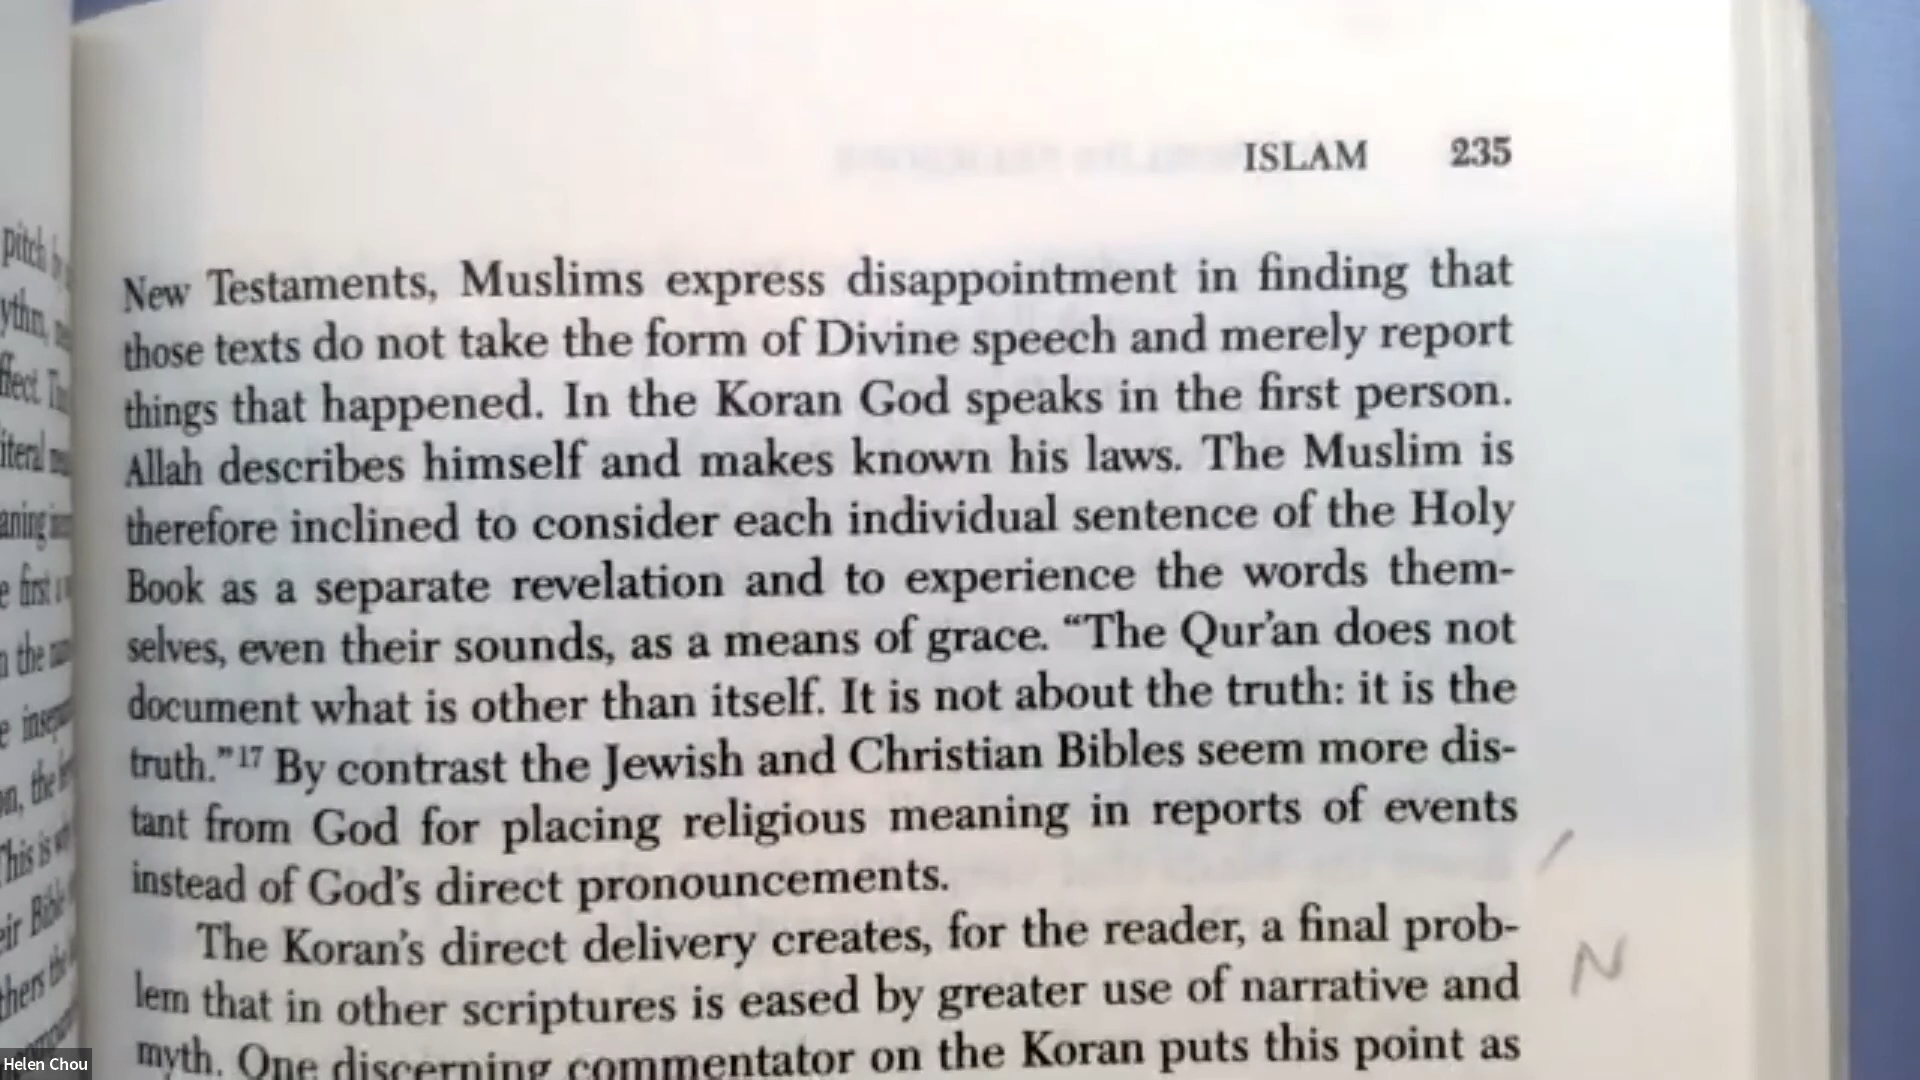 ISLAM 235
New Testaments, Muslims express disappointment in finding that
those texts do not take the form of Divine speech and merely report
things that happened. In the Koran God speaks in the first person.
Allah describes himself and makes known his laws. The Muslim is
therefore inclined to consider each individual sentence of the Holy
Book as a separate revelation and to experience the words them-
selves, even their sounds, as a means of grace. “The Qur’an does not
document what is other than itself. It is not about the truth: it is the
truth.”17 By contrast the Jewish and Christian Bibles seem more dis-
tant from God for placing religious meaning in reports of events
instead of God’s direct pronouncements.
The Koran’s direct delivery creates, for the reader, a final prob-
lem that in other scriptures is eased by greater use of narrative and
myth. One discerning commentator on the Koran puts this point as
N
pitch
first
the
the
This is
Helen Chou